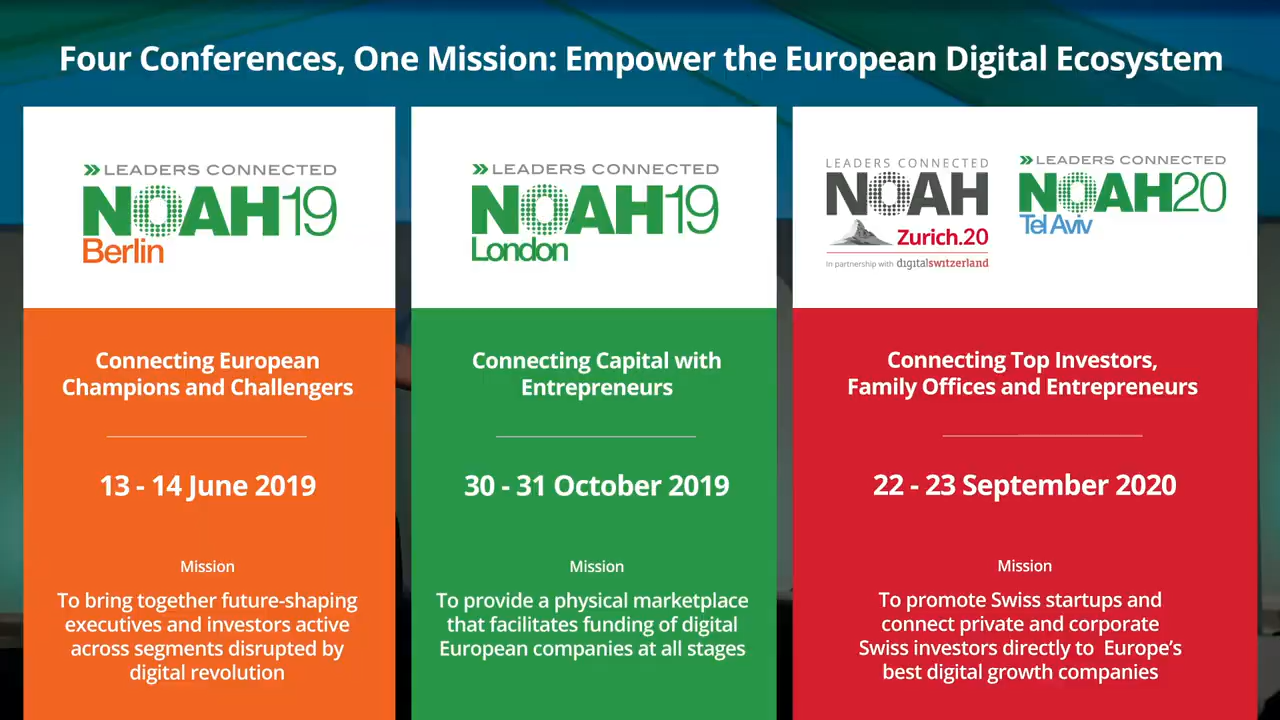 Four Conferences, One Mission: Empower the European Digital Ecosystem
LEADERS CONNECTED
NOAH19
Berlin
Connecting European
Champions and Challengers
13 - 14 June 2019
Mission
To bring together future-shaping
executives and investors active
across segments disrupted by
digital revolution
LEADERS CONNECTED
NOAH19
London
Connecting Capital with
Entrepreneurs
30 - 31 October 2019
Mission
To provide a physical marketplace
that facilitates funding of digital
European companies at all stages
LEADERS CONNECTED
NOAH
Zurich.20
In partnership with digitalswitzerland
LEADERS CONNECTED
NOAH20
Tel Aviv
Connecting Top Investors,
Family Offices and Entrepreneurs
22 - 23 September 2020
Mission
To promote Swiss startups and
connect private and corporate
Swiss investors directly to Europe's
best digital growth companies